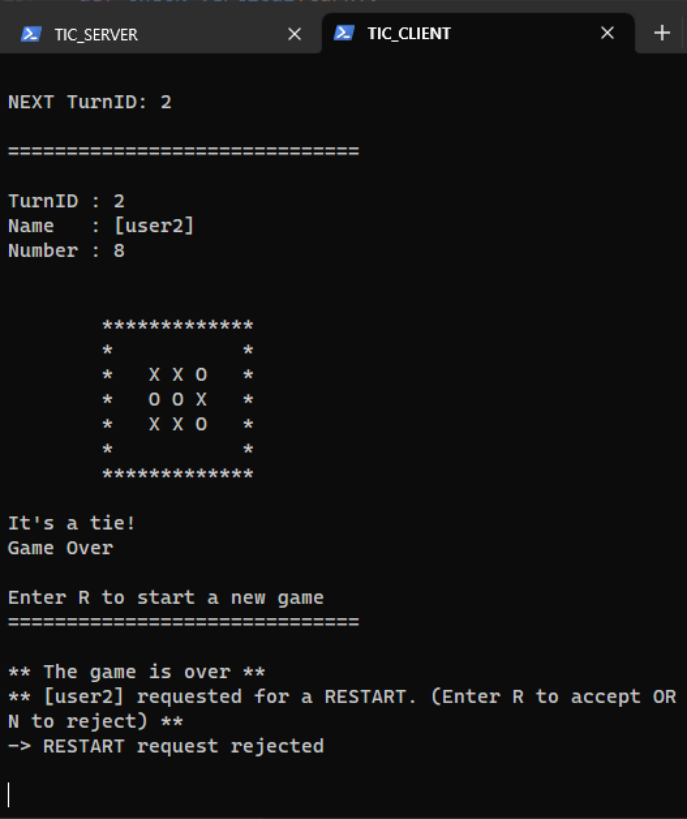 TIC_SERVER
TIC_CLIENT
NEXT TurnID: 2
==============================
TurnID : 2
Name   : [user2]
Number : 8
*************
*           *
*   X X O   *
*   O O X   *
*   X X O   *
*           *
*************
It's a tie!
Game Over
Enter R to start a new game
==============================
** The game is over **
** [user2] requested for a RESTART. (Enter R to accept OR
N to reject) **
-> RESTART request rejected